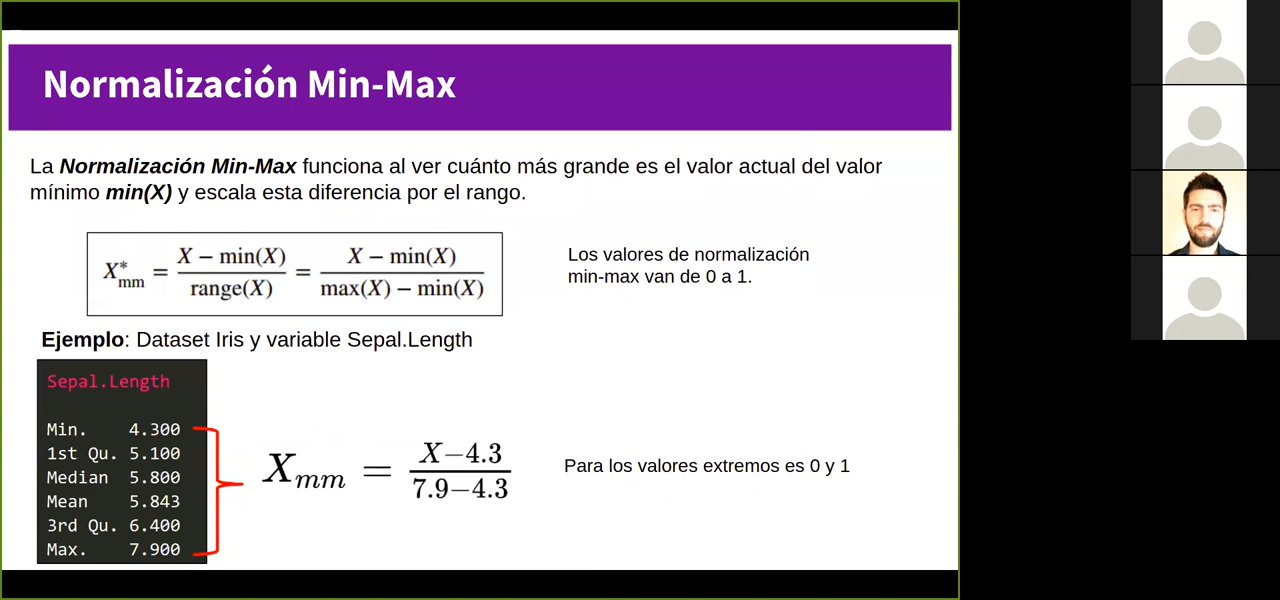 Normalización Min-Max
La Normalización Min-Max funciona al ver cuánto más grande es el valor actual del valor
mínimo min(X) y escala esta diferencia por el rango.
X*mm = (X − min(X)) / range(X) = (X − min(X)) / (max(X) − min(X))
Los valores de normalización
min-max van de 0 a 1.
Ejemplo: Dataset Iris y variable Sepal.Length
Sepal.Length
Min. 4.300
1st Qu. 5.100
Median 5.800
Mean 5.843
3rd Qu. 6.400
Max. 7.900
Xmm = (X−4.3) / (7.9−4.3)
Para los valores extremos es 0 y 1